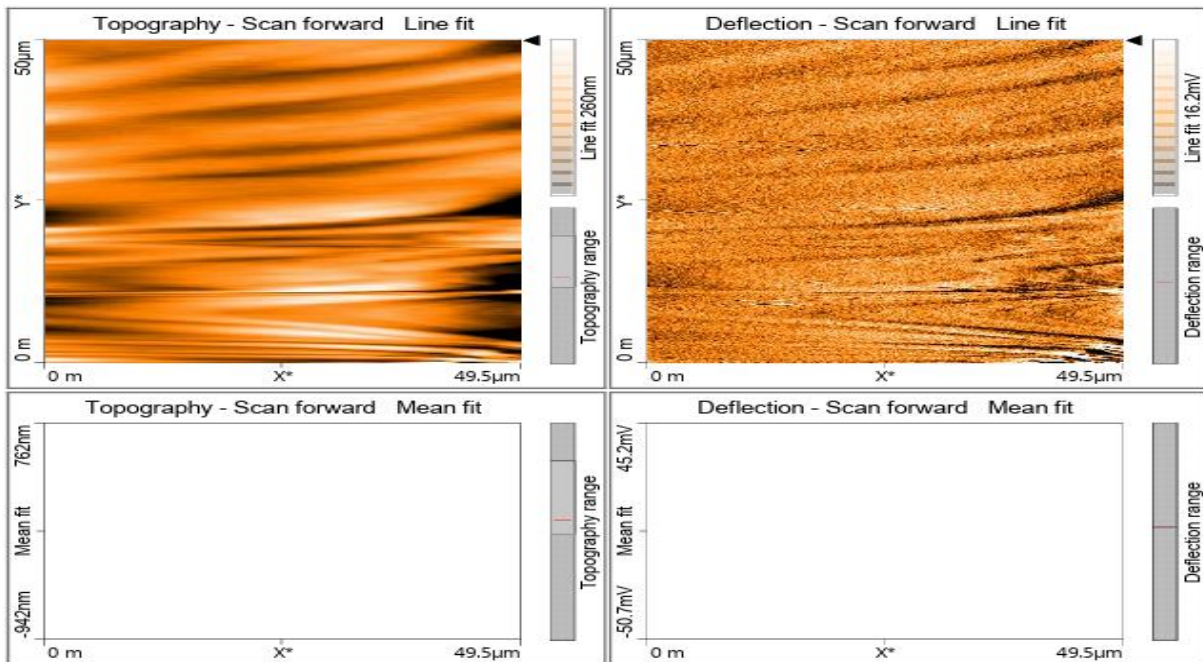 Topography - Scan forward Line fit
50µm
Y*
0 m
0 m
X*
49.5µm
Line fit 260nm
Topography range
Deflection - Scan forward Line fit
50µm
Y*
0 m
0 m
X*
49.5µm
Line fit 16.2mV
Deflection range
Topography - Scan forward Mean fit
762nm
Mean fit
-942nm
0 m
X*
49.5µm
Topography range
Deflection - Scan forward Mean fit
45.2mV
Mean fit
-50.7mV
0 m
X*
49.5µm
Deflection range